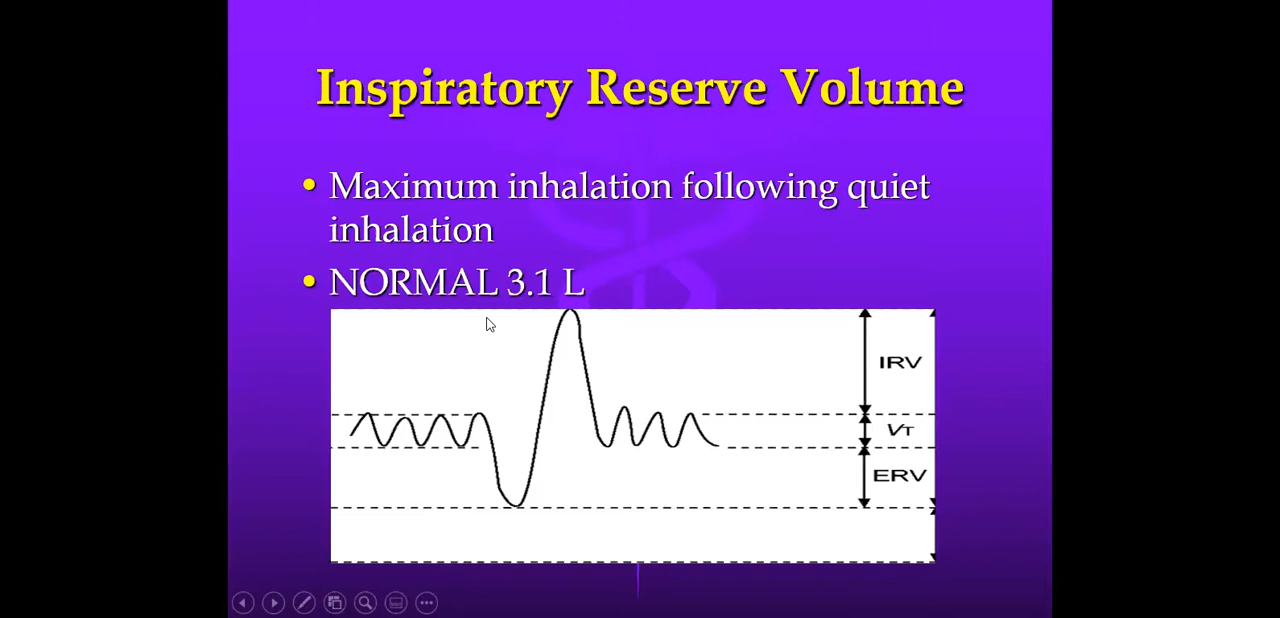 Inspiratory Reserve Volume
• Maximum inhalation following quiet
inhalation
• NORMAL 3.1 L
IRV
VT
ERV